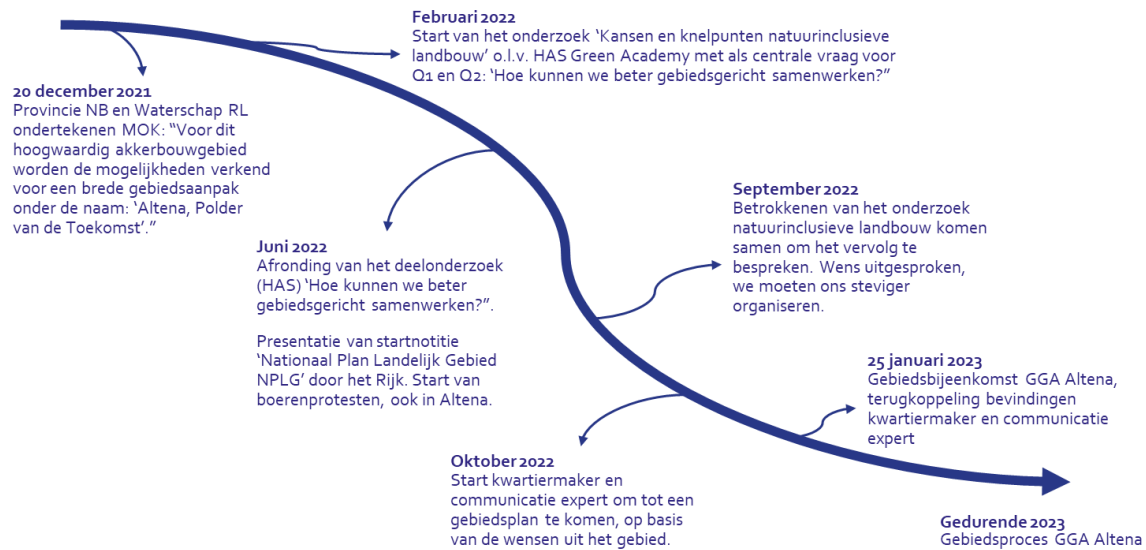 20 december 2021
Provincie NB en Waterschap RL
ondertekenen MOK: “Voor dit
hoogwaardig akkerbouwgebied
worden de mogelijkheden verkend
voor een brede gebiedsaanpak
onder de naam: ‘Altena, Polder
van de Toekomst’.”
Februari 2022
Start van het onderzoek ‘Kansen en knelpunten natuurinclusieve
landbouw’ o.l.v. HAS Green Academy met als centrale vraag voor
Q1 en Q2: ‘Hoe kunnen we beter gebiedsgericht samenwerken?”
Juni 2022
Afronding van het deelonderzoek
(HAS) ‘Hoe kunnen we beter
gebiedsgericht samenwerken?”.
Presentatie van startnotitie
‘Nationaal Plan Landelijk Gebied
NPLG’ door het Rijk. Start van
boerenprotesten, ook in Altena.
September 2022
Betrokkenen van het onderzoek
natuurinclusieve landbouw komen
samen om het vervolg te
bespreken. Wens uitgesproken,
we moeten ons steviger
organiseren.
Oktober 2022
Start kwartiermaker en
communicatie expert om tot een
gebiedsplan te komen, op basis
van de wensen uit het gebied.
25 januari 2023
Gebiedsbijeenkomst GGA Altena,
terugkoppeling bevindingen
kwartiermaker en communicatie
expert
Gedurende 2023
Gebiedsproces GGA Altena